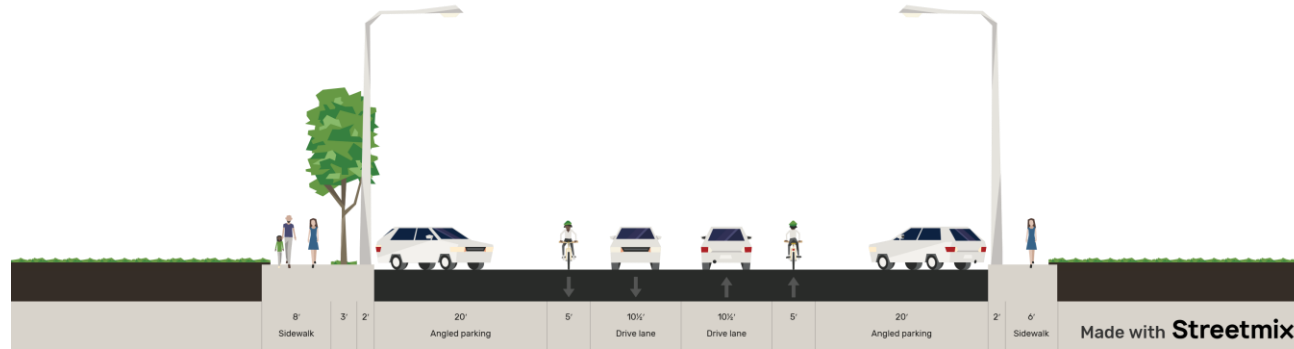 8' 3' 2' 20' 5' 10½' 10½' 5' 20' 2' 6'
Sidewalk Angled parking Drive lane Drive lane Angled parking Sidewalk
Made with Streetmix